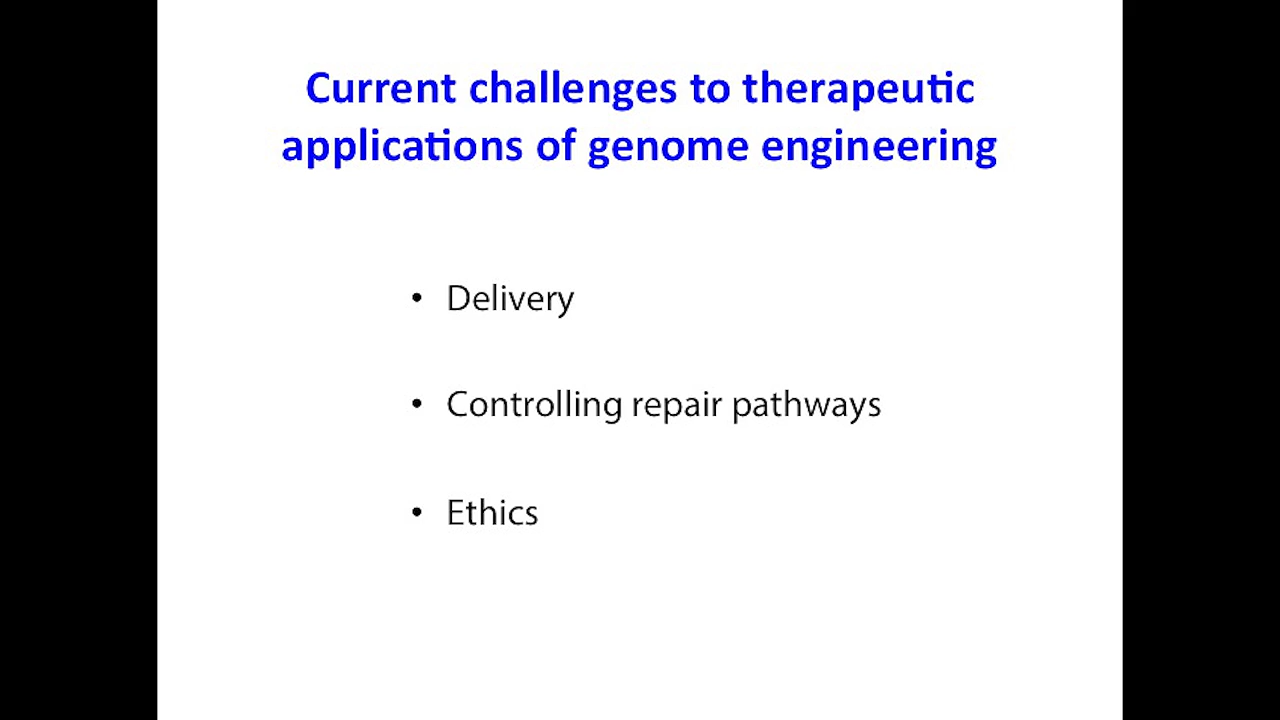 Current challenges to therapeutic
applications of genome engineering
• Delivery
• Controlling repair pathways
• Ethics